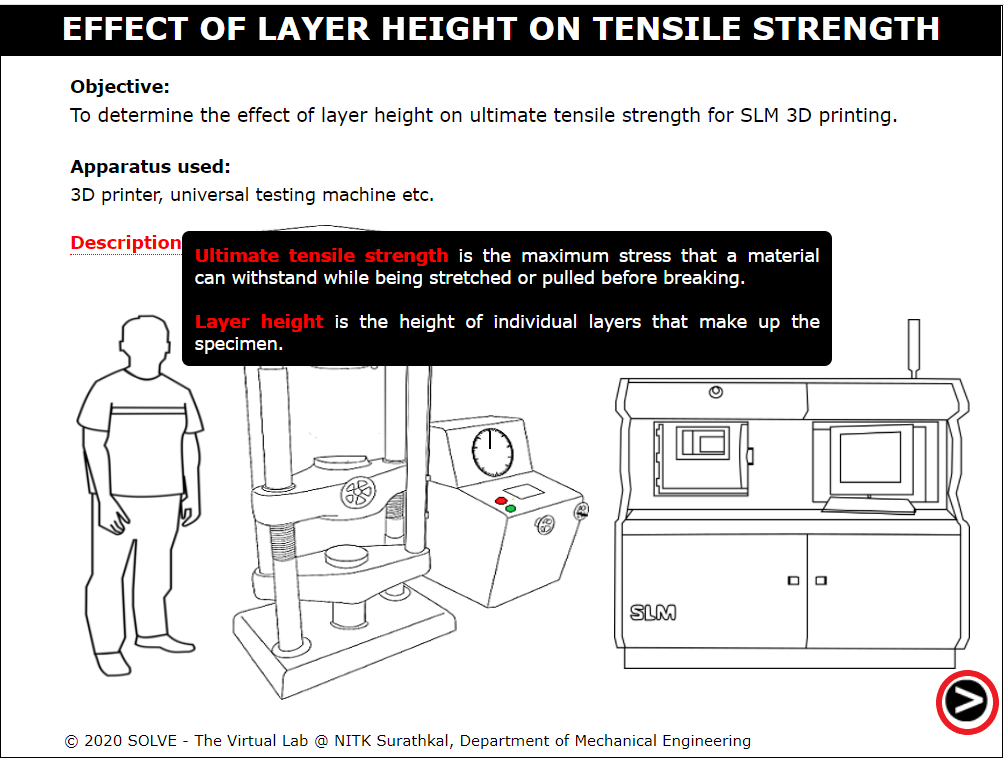 EFFECT OF LAYER HEIGHT ON TENSILE STRENGTH
Objective:
To determine the effect of layer height on ultimate tensile strength for SLM 3D printing.
Apparatus used:
3D printer, universal testing machine etc.
Description
Ultimate tensile strength is the maximum stress that a material
can withstand while being stretched or pulled before breaking.
Layer height is the height of individual layers that make up the
specimen.
SLM
© 2020 SOLVE - The Virtual Lab @ NITK Surathkal, Department of Mechanical Engineering